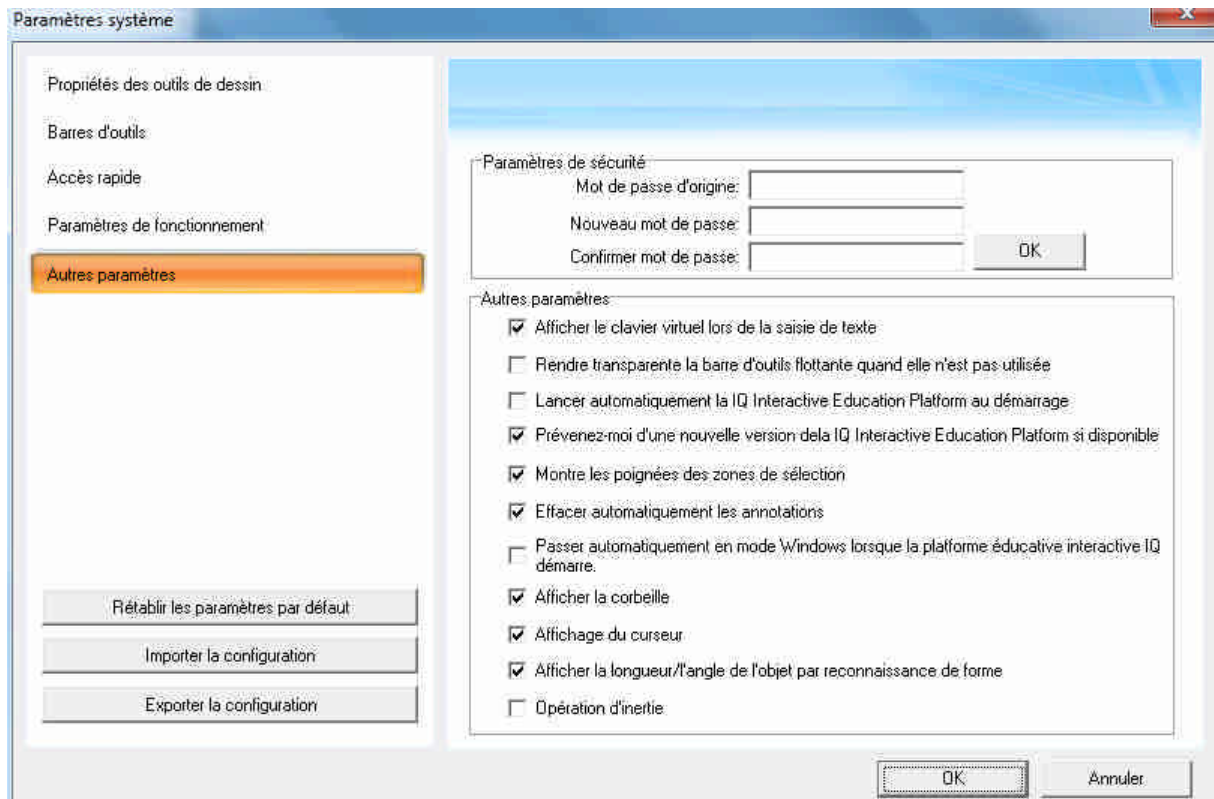 Paramètres système
Propriétés des outils de dessin
Barres d'outils
Accès rapide
Paramètres de fonctionnement
Autres paramètres
Rétablir les paramètres par défaut
Importer la configuration
Exporter la configuration
Paramètres de sécurité
Mot de passe d'origine:
Nouveau mot de passe:
Confirmer mot de passe:
OK
Autres paramètres
Afficher le clavier virtuel lors de la saisie de texte
Rendre transparente la barre d'outils flottante quand elle n'est pas utilisée
Lancer automatiquement la IQ Interactive Education Platform au démarrage
Prévenez-moi d'une nouvelle version dela IQ Interactive Education Platform si disponible
Montre les poignées des zones de sélection
Effacer automatiquement les annotations
Passer automatiquement en mode Windows lorsque la platforme éducative interactive IQ
démarre.
Afficher la corbeille
Affichage du curseur
Afficher la longueur/l'angle de l'objet par reconnaissance de forme
Opération d'inertie
OK
Annuler